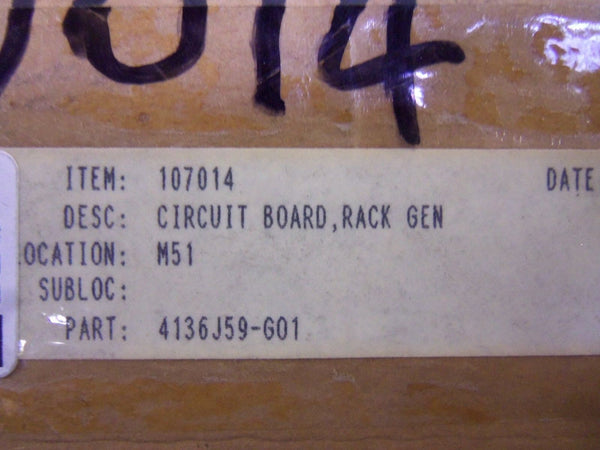 7014
ITEM: 107014 DATE
DESC: CIRCUIT BOARD,RACK GEN
OCATION: M51
SUBLOC:
PART: 4136J59-G01